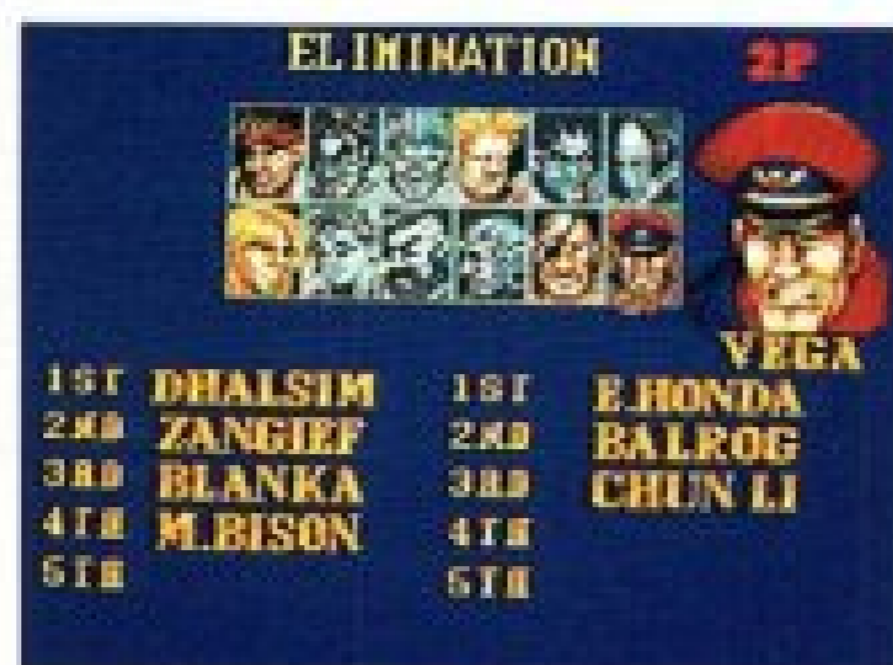 ELIMINATION
2P
VEGA
1ST DHALSIM
2ND ZANGIEF
3RD BLANKA
4TH M.BISON
5TH
1ST E.HONDA
2ND BALROG
3RD CHUN LI
4TH
5TH